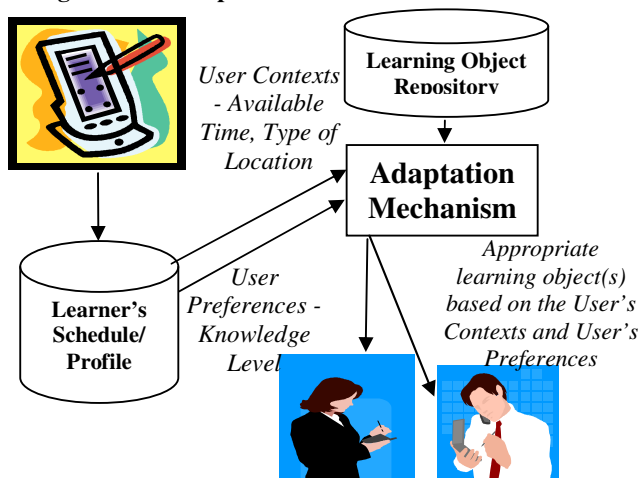 User Contexts
- Available
Time, Type of
Location
Learning Object
Repository
Adaptation
Mechanism
Learner's
Schedule/
Profile
User
Preferences -
Knowledge
Level
Appropriate
learning object(s)
based on the User's
Contexts and User's
Preferences